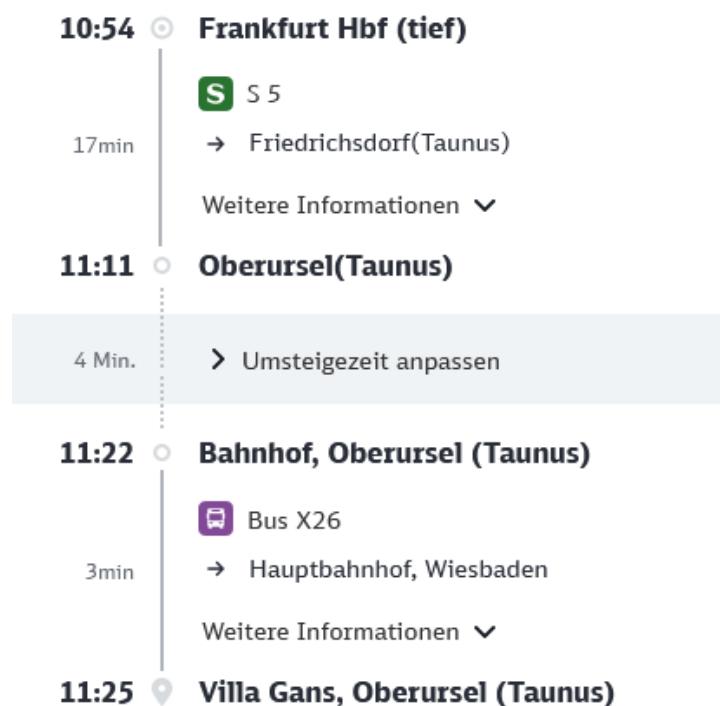 10:54 Frankfurt Hbf (tief)
S S 5
17min → Friedrichsdorf(Taunus)
Weitere Informationen
11:11 Oberursel(Taunus)
4 Min. Umsteigezeit anpassen
11:22 Bahnhof, Oberursel (Taunus)
Bus X26
3min → Hauptbahnhof, Wiesbaden
Weitere Informationen
11:25 Villa Gans, Oberursel (Taunus)